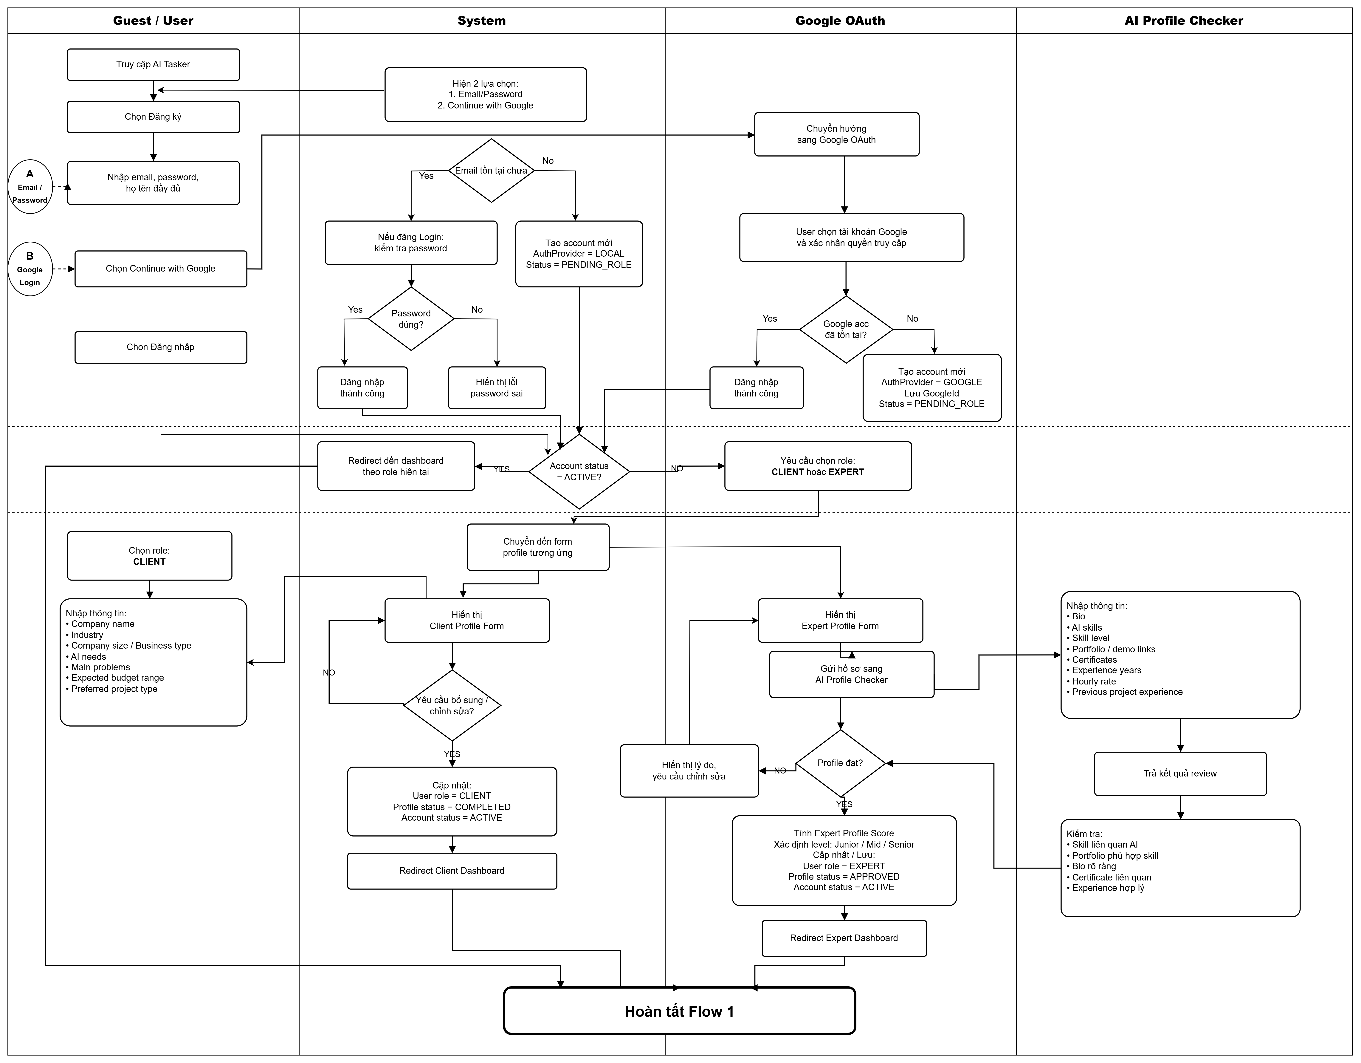 Guest / User
System
Google OAuth
AI Profile Checker
Truy cập AI Tasker
Chọn Đăng ký
A
Email /
Password
Nhập email, password,
họ tên đầy đủ
B
Google
Login
Chọn Continue with Google
Chọn Đăng nhập
Hiện 2 lựa chọn:
1. Email/Password
2. Continue with Google
Email tồn tại chưa
Yes
No
Nếu đăng Login:
kiểm tra password
Tạo account mới
AuthProvider = LOCAL
Status = PENDING_ROLE
Password
đúng?
Yes
No
Đăng nhập
thành công
Hiển thị lỗi
password sai
Chuyển hướng
sang Google OAuth
User chọn tài khoản Google
và xác nhận quyền truy cập
Google acc
đã tồn tại?
Yes
No
Đăng nhập
thành công
Tạo account mới
AuthProvider = GOOGLE
Lưu GoogleId
Status = PENDING_ROLE
Redirect đến dashboard
theo role hiện tại
YES
Account status
= ACTIVE?
NO
Yêu cầu chọn role:
CLIENT hoặc EXPERT
Chuyển đến form
profile tương ứng
Chọn role:
CLIENT
Nhập thông tin:
• Company name
• Industry
• Company size / Business type
• AI needs
• Main problems
• Expected budget range
• Preferred project type
Hiển thị
Client Profile Form
NO
Yêu cầu bổ sung /
chỉnh sửa?
YES
Cập nhật:
User role = CLIENT
Profile status = COMPLETED
Account status = ACTIVE
Redirect Client Dashboard
Hiển thị
Expert Profile Form
Gửi hồ sơ sang
AI Profile Checker
Profile đạt?
NO
Hiển thị lý do,
yêu cầu chỉnh sửa
YES
Tính Expert Profile Score
Xác định level: Junior / Mid / Senior
Cập nhật / Lưu:
User role = EXPERT
Profile status = APPROVED
Account status = ACTIVE
Redirect Expert Dashboard
Nhập thông tin:
• Bio
• AI skills
• Skill level
• Portfolio / demo links
• Certificates
• Experience years
• Hourly rate
• Previous project experience
Trả kết quả review
Kiểm tra:
• Skill liên quan AI
• Portfolio phù hợp skill
• Bio rõ ràng
• Certificate liên quan
• Experience hợp lý
Hoàn tất Flow 1